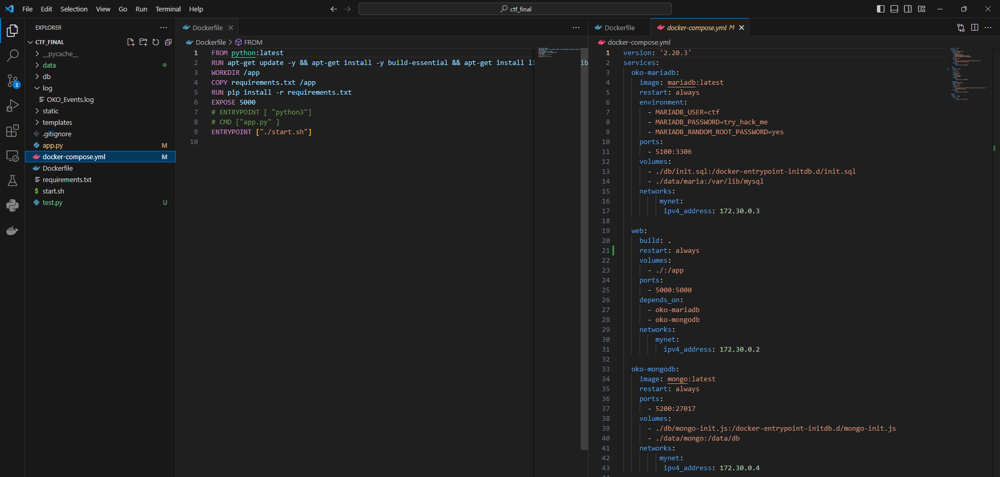 File Edit Selection View Go Run Terminal Help
ctf_final
EXPLORER
CTF_FINAL
__pycache__
data
db
log
OKO_Events.log
static
templates
.gitignore
app.py M
docker-compose.yml M
Dockerfile
requirements.txt
$ start.sh
test.py U
3
Dockerfile
Dockerfile > FROM
1 FROM python:latest
2 RUN apt-get update -y && apt-get install -y build-essential && apt-get install li
3 WORKDIR /app
4 COPY requirements.txt /app
5 RUN pip install -r requirements.txt
6 EXPOSE 5000
7 # ENTRYPOINT [ "python3"]
8 # CMD ["app.py" ]
9 ENTRYPOINT ["./start.sh"]
10
ib
Dockerfile docker-compose.yml M
docker-compose.yml
1 version: '2.20.3'
2 services:
3 oko-mariadb:
4 image: mariadb:latest
5 restart: always
6 environment:
7 - MARIADB_USER=ctf
8 - MARIADB_PASSWORD=try_hack_me
9 - MARIADB_RANDOM_ROOT_PASSWORD=yes
10 ports:
11 - 5100:3306
12 volumes:
13 - ./db/init.sql:/docker-entrypoint-initdb.d/init.sql
14 - ./data/maria:/var/lib/mysql
15 networks:
16 mynet:
17 ipv4_address: 172.30.0.3
18
19 web:
20 build: .
21 restart: always
22 volumes:
23 - ./:/app
24 ports:
25 - 5000:5000
26 depends_on:
27 - oko-mariadb
28 - oko-mongodb
29 networks:
30 mynet:
31 ipv4_address: 172.30.0.2
32
33 oko-mongodb:
34 image: mongo:latest
35 restart: always
36 ports:
37 - 5200:27017
38 volumes:
39 - ./db/mongo-init.js:/docker-entrypoint-initdb.d/mongo-init.js
40 - ./data/mongo:/data/db
41 networks:
42 mynet:
43 ipv4_address: 172.30.0.4